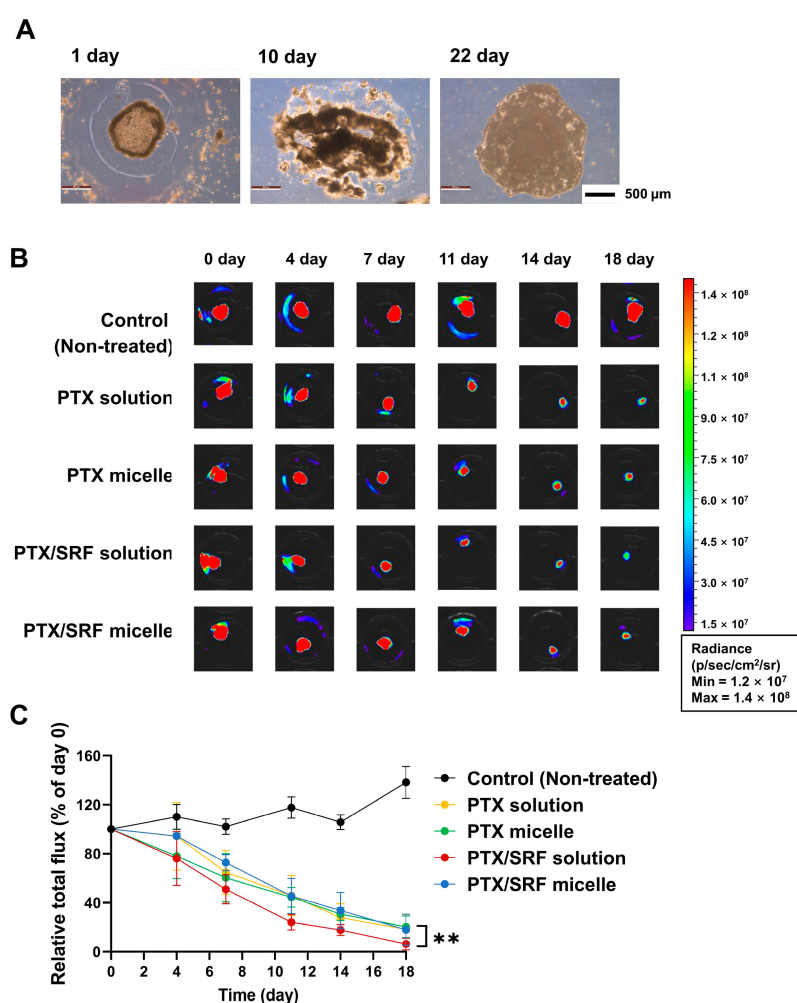 A
1 day 10 day 22 day
500 µm
B
0 day 4 day 7 day 11 day 14 day 18 day
Control
(Non-treated)
PTX solution
PTX micelle
PTX/SRF solution
PTX/SRF micelle
1.4 × 10⁸
1.2 × 10⁸
1.1 × 10⁸
9.0 × 10⁷
7.5 × 10⁷
6.0 × 10⁷
4.5 × 10⁷
3.0 × 10⁷
1.5 × 10⁷
Radiance
(p/sec/cm²/sr)
Min = 1.2 × 10⁷
Max = 1.4 × 10⁸
C
Relative total flux (% of day 0)
160
120
80
40
0
0 2 4 6 8 10 12 14 16 18
Time (day)
Control (Non-treated)
PTX solution
PTX micelle
PTX/SRF solution
PTX/SRF micelle
**